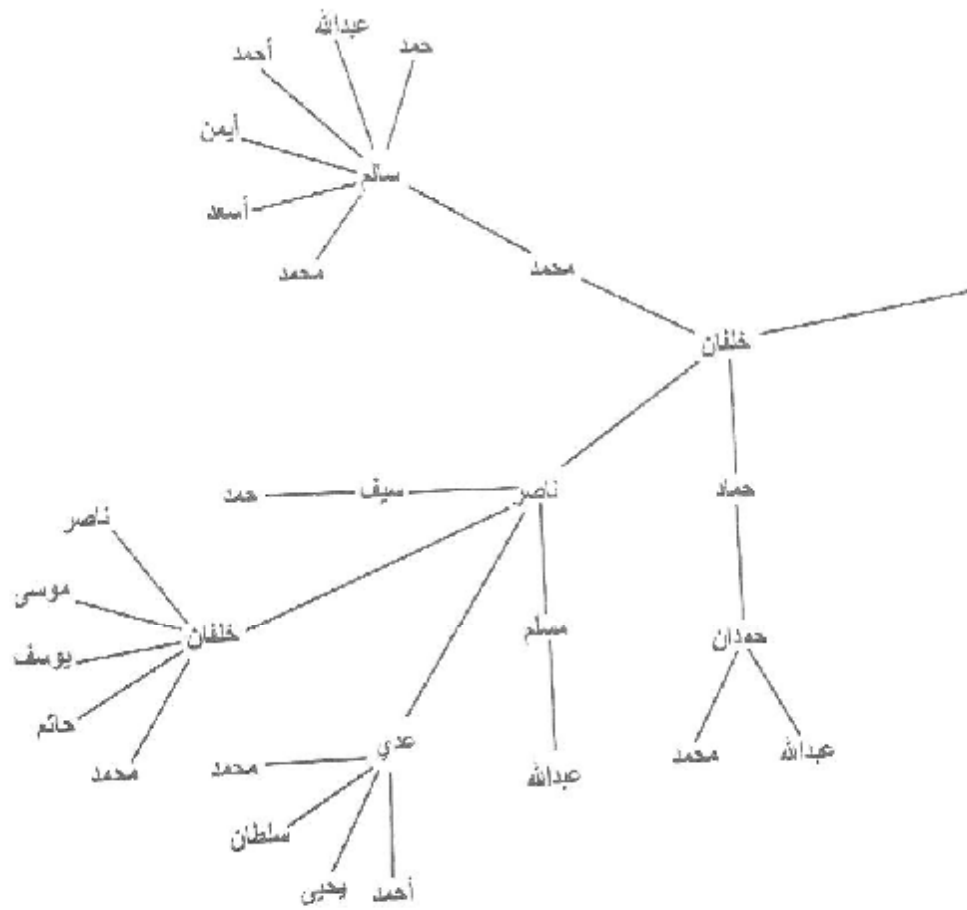 عبدالله
حمد
أحمد
أيمن
سالم
أسعد
محمد
محمد
خلفان
حماد
ناصر
سيف
حمد
ناصر
موسى
خلفان
يوسف
حاتم
محمد
مسلم
حمدان
عدي
محمد
عبدالله
محمد
عبدالله
سلطان
يحيى
أحمد